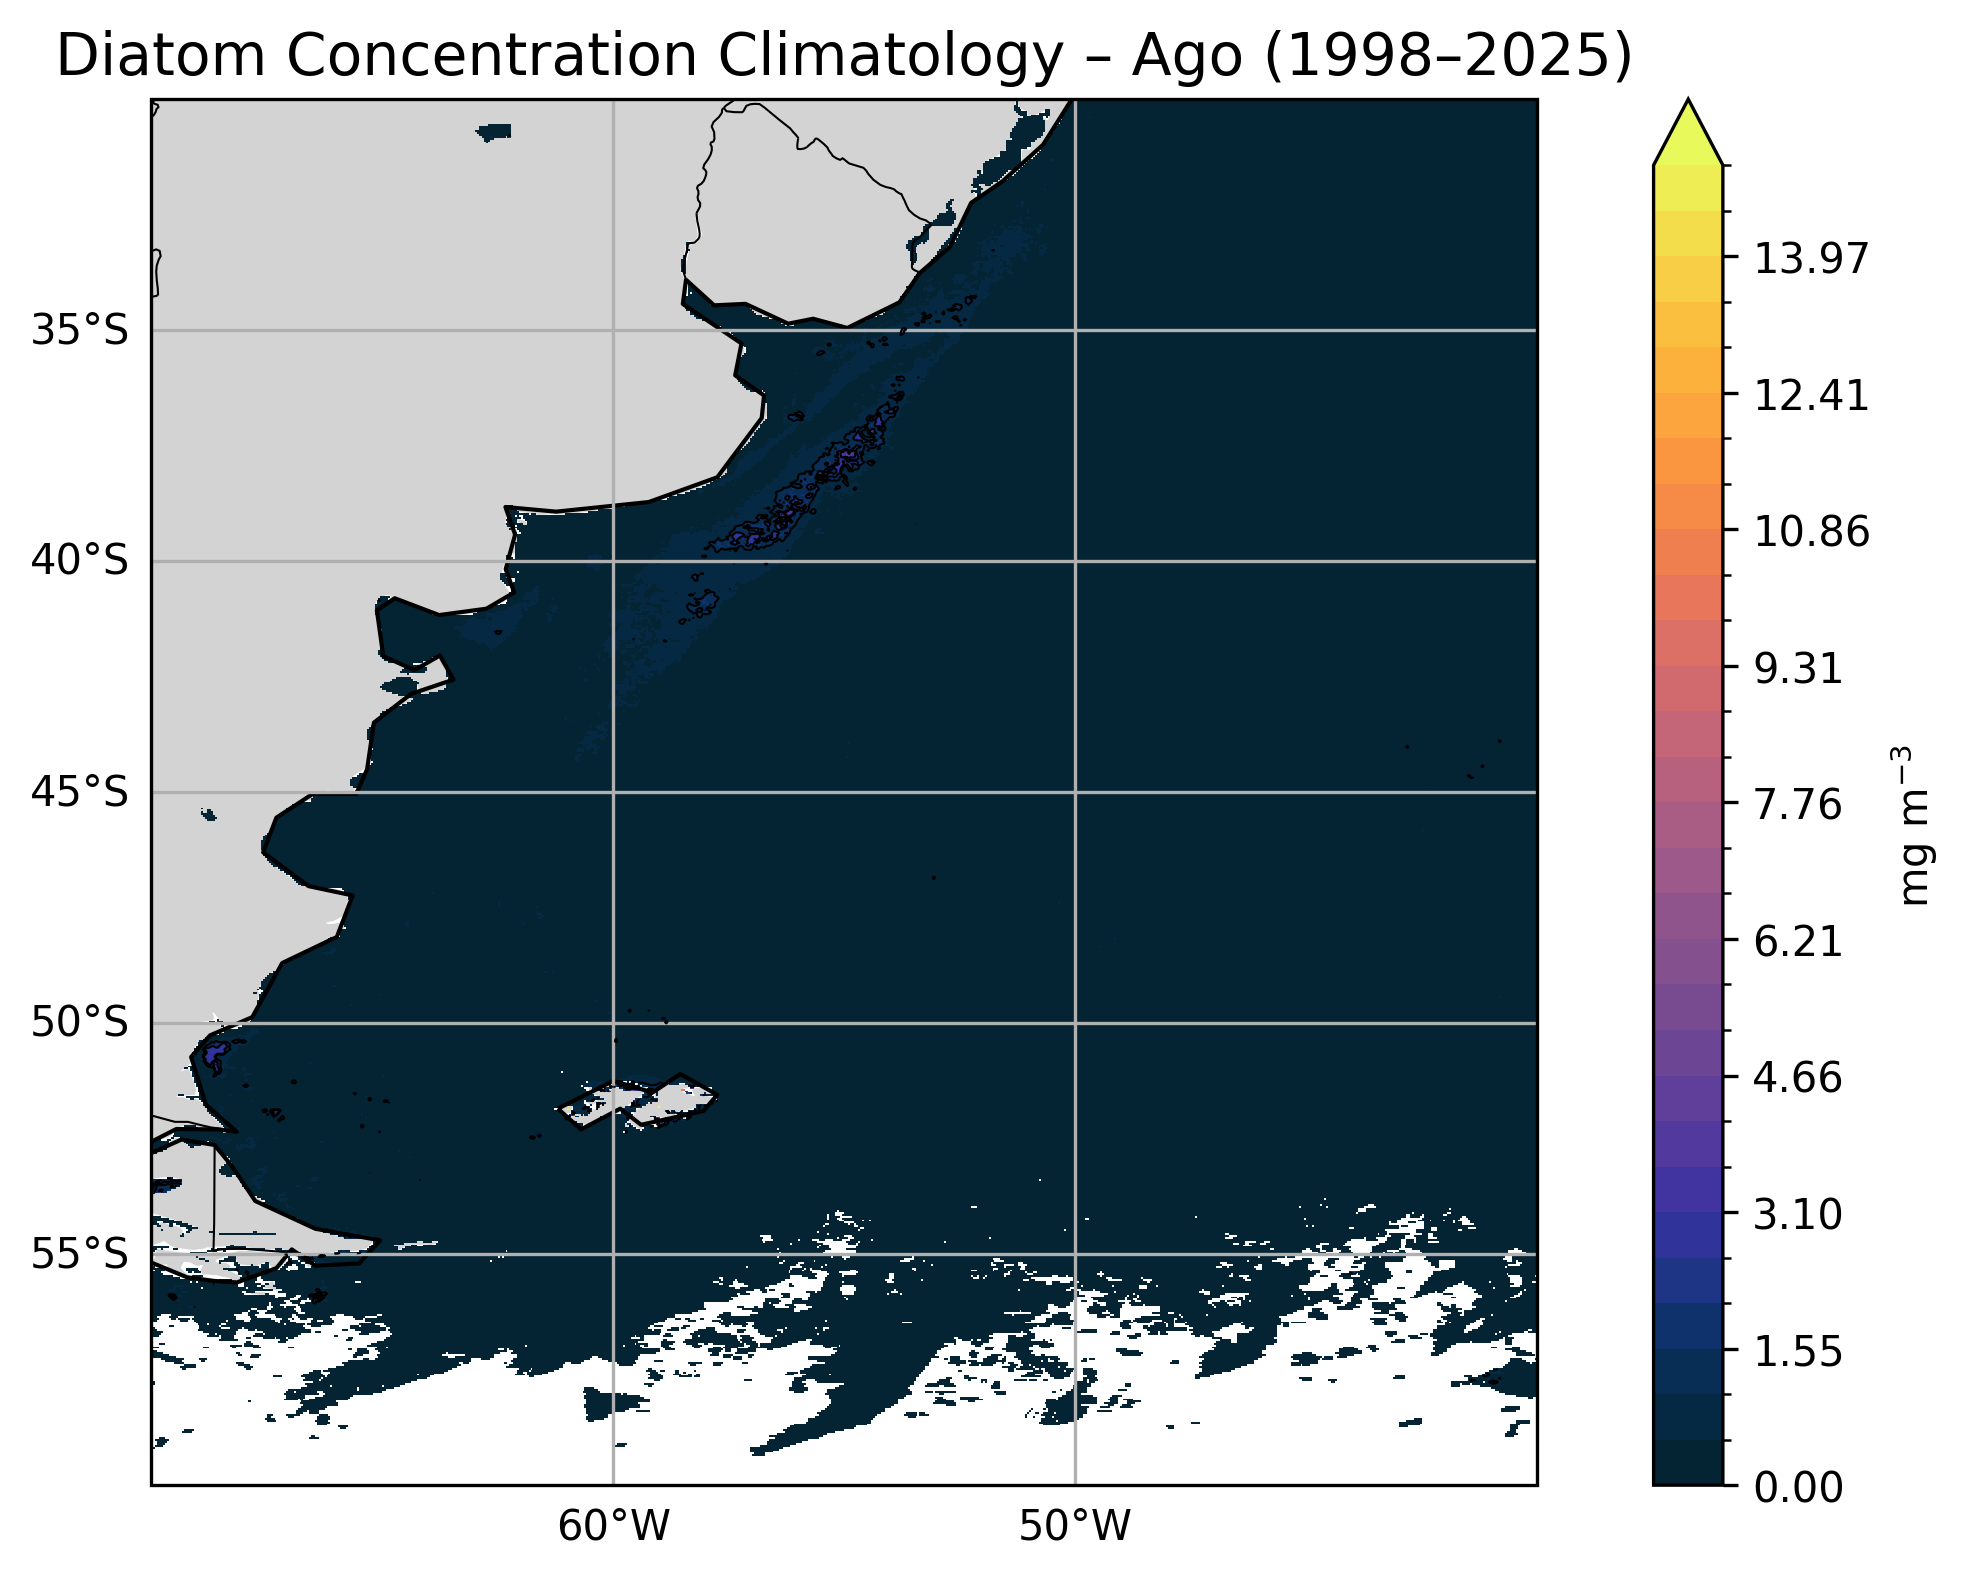 Diatom Concentration Climatology – Ago (1998–2025)
35°S
40°S
45°S
50°S
55°S
60°W
50°W
13.97
12.41
10.86
9.31
7.76
6.21
4.66
3.10
1.55
0.00
mg m⁻³